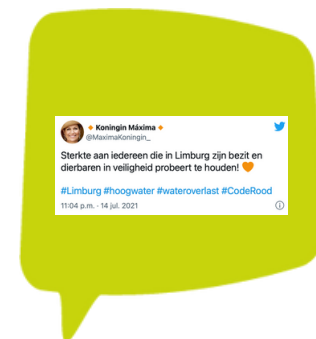 🔸 Koningin Máxima 🔸
@MaximaKoningin_
Sterkte aan iedereen die in Limburg zijn bezit en
dierbaren in veiligheid probeert te houden! 🧡
#Limburg #hoogwater #wateroverlast #CodeRood
11:04 p.m. · 14 jul. 2021